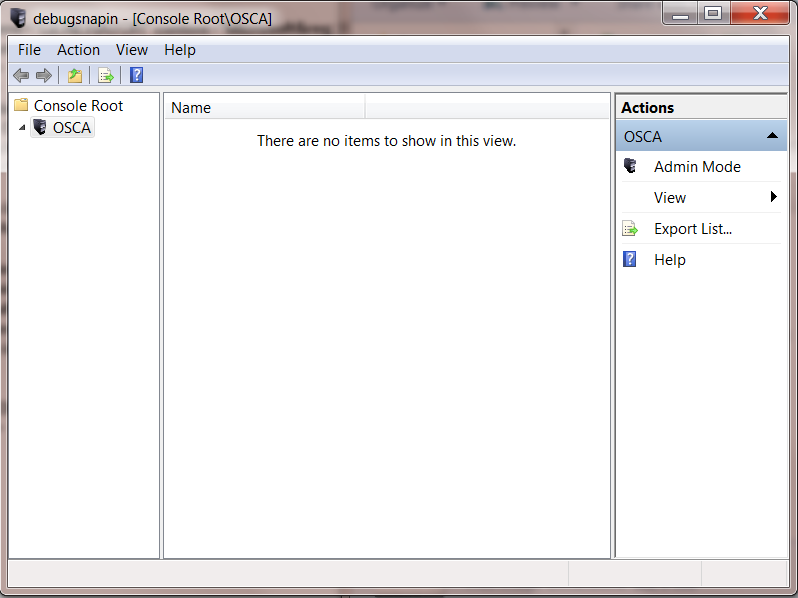 debugsnapin - [Console Root\OSCA]
File Action View Help
Console Root
OSCA
Name
There are no items to show in this view.
Actions
OSCA
Admin Mode
View
Export List...
Help